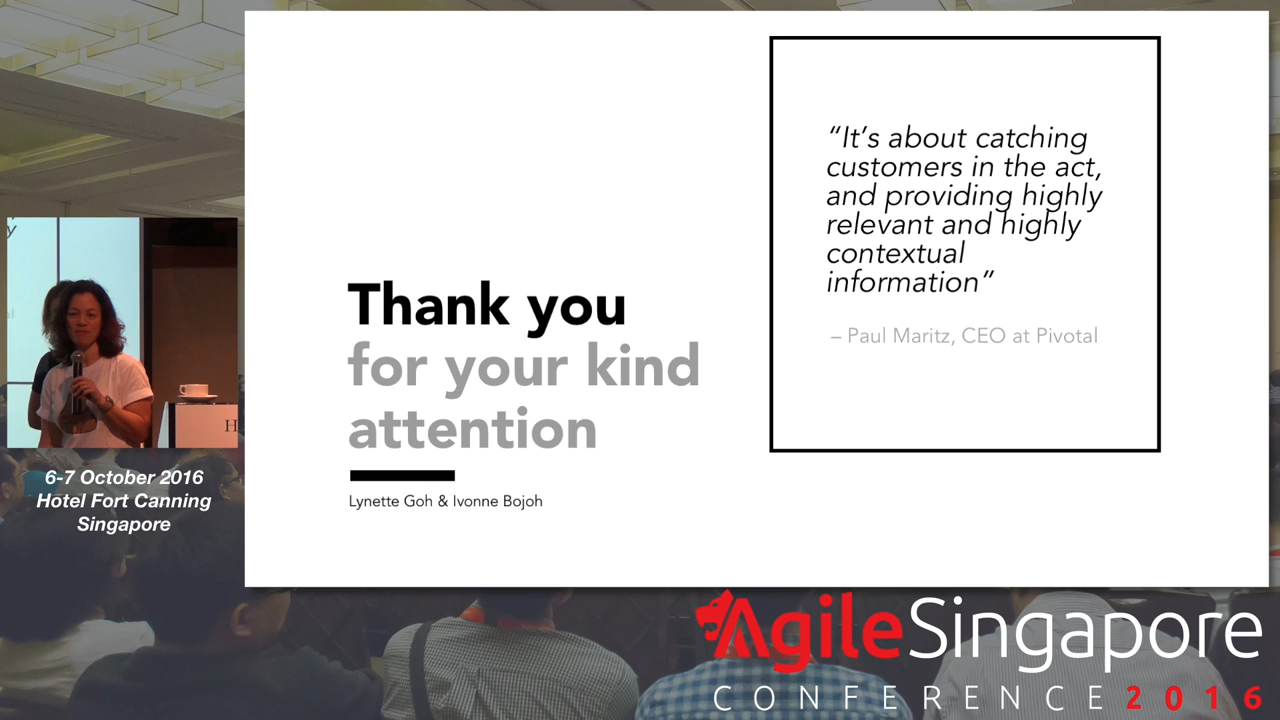 Thank you
for your kind
attention
Lynette Goh & Ivonne Bojoh
“It’s about catching
customers in the act,
and providing highly
relevant and highly
contextual
information”
– Paul Maritz, CEO at Pivotal
y
H
6-7 October 2016
Hotel Fort Canning
Singapore
AgileSingapore
CONFERENCE 2016